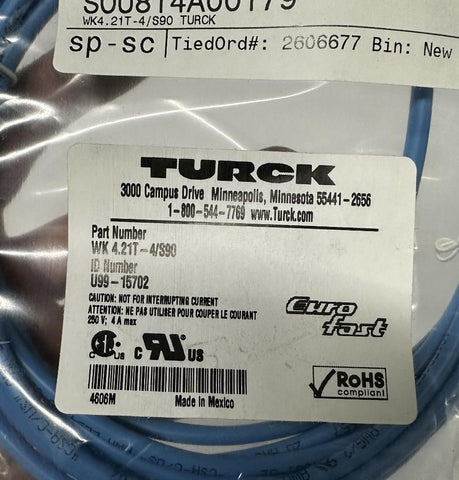 S00814A00179
WK4.21T-4/S90 TURCK
sp-sc TiedOrd#: 2606677 Bin: New
TURCK
3000 Campus Drive Minneapolis, Minnesota 55441-2656
1-800-544-7769 www.Turck.com
Part Number
WK 4.21T-4/S90
ID Number
U99-15702
CAUTION: NOT FOR INTERRUPTING CURRENT
ATTENTION: NE PAS UTILISER POUR COUPER LE COURANT
250 V; 4 A max
euro fast
C US C UR US
4606M
Made in Mexico
RoHS
compliant